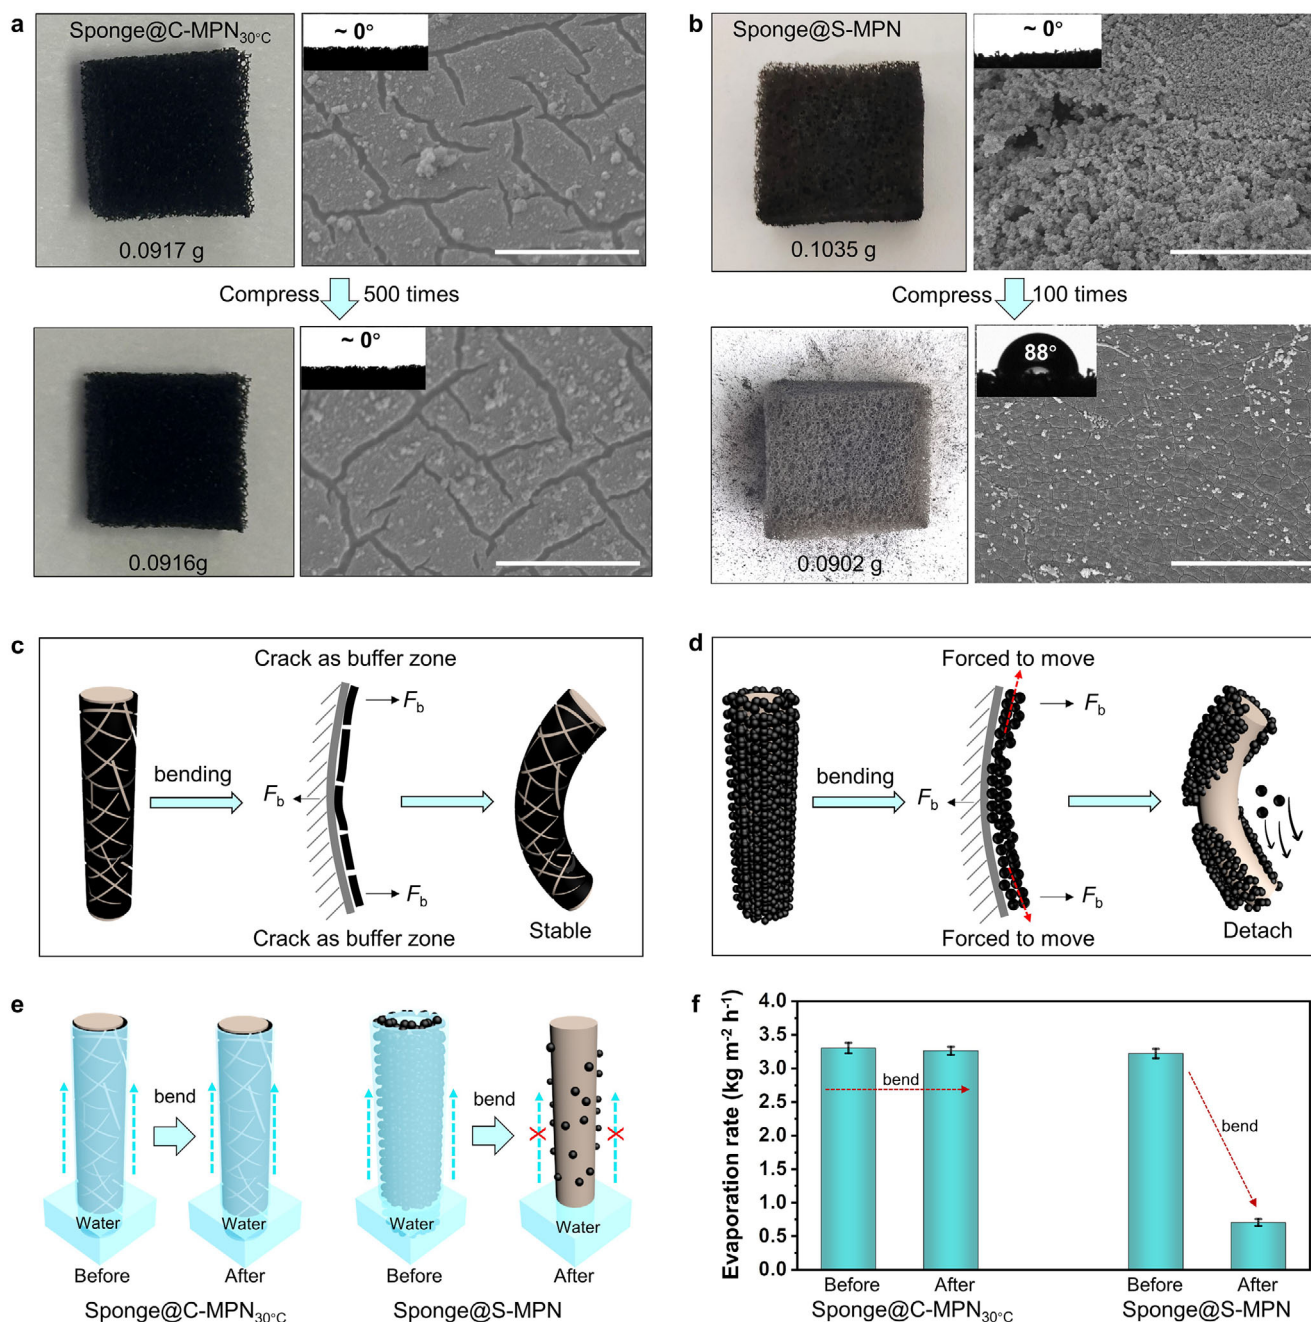 a
Sponge@C-MPN30°C
~ 0°
0.0917 g
Compress 500 times
~ 0°
0.0916g
b
Sponge@S-MPN
~ 0°
0.1035 g
Compress 100 times
88°
0.0902 g
c
Crack as buffer zone
Fb
bending
Fb
Fb
Crack as buffer zone
Stable
d
Forced to move
Fb
bending
Fb
Fb
Forced to move
Detach
e
bend
bend
Water
Water
Water
Water
Before
After
Before
After
Sponge@C-MPN30°C
Sponge@S-MPN
f
Evaporation rate (kg m-2 h-1)
4.0
3.5
3.0
2.5
2.0
1.5
1.0
0.5
0.0
bend
bend
Before
After
Before
After
Sponge@C-MPN30°C
Sponge@S-MPN